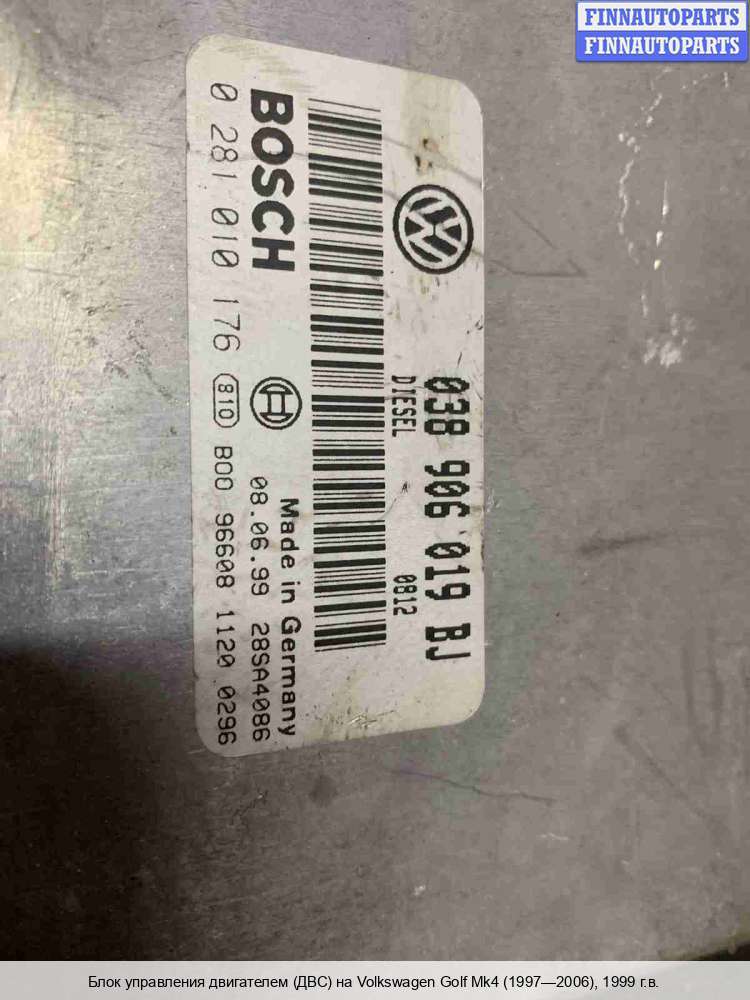 FINNAUTOPARTS
FINNAUTOPARTS
038 906 019 BJ
DIESEL 0812
BOSCH
Made in Germany
08.06.99 28SA4086
0 281 010 176 810 B00 96608 1120 0296
Блок управления двигателем (ДВС) на Volkswagen Golf Mk4 (1997—2006), 1999 г.в.